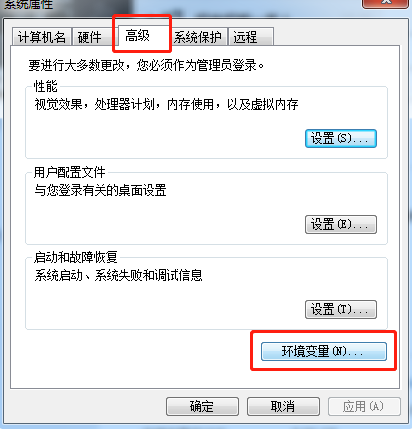 系统属性
计算机名 硬件 高级 系统保护 远程
要进行大多数更改，您必须作为管理员登录。
性能
视觉效果，处理器计划，内存使用，以及虚拟内存
设置(S)...
用户配置文件
与您登录有关的桌面设置
设置(E)...
启动和故障恢复
系统启动、系统失败和调试信息
设置(T)...
环境变量(N)...
确定 取消 应用(A)